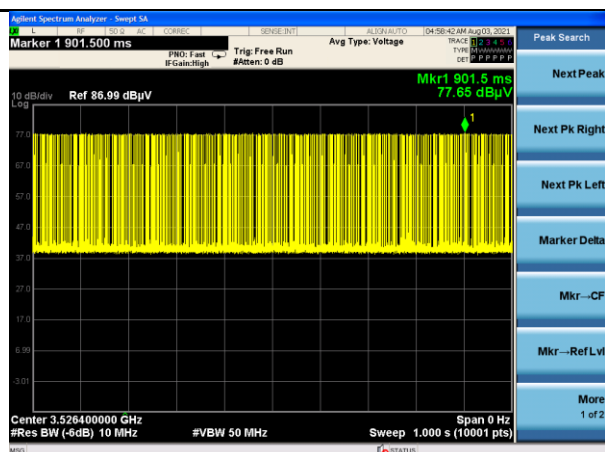 Agilent Spectrum Analyzer - Swept SA
L RF 50 Ω AC CORREC SENSE:INT ALIGN AUTO 04:58:42 AM Aug 03, 2021
Marker 1 901.500 ms
PNO: Fast
IFGain:High
Trig: Free Run
#Atten: 0 dB
Avg Type: Voltage
TRACE 1 2 3 4 5 6
TYPE MWWWWW
DET P P P P P P
Peak Search
Mkr1 901.5 ms
77.65 dBµV
10 dB/div
Log
Ref 86.99 dBµV
1
77.0
67.0
57.0
47.0
37.0
27.0
17.0
6.99
-3.01
Center 3.526400000 GHz
Span 0 Hz
#Res BW (-6dB) 10 MHz
#VBW 50 MHz
Sweep 1.000 s (10001 pts)
MSG
STATUS
Next Peak
Next Pk Right
Next Pk Left
Marker Delta
Mkr→CF
Mkr→Ref Lvl
More
1 of 2